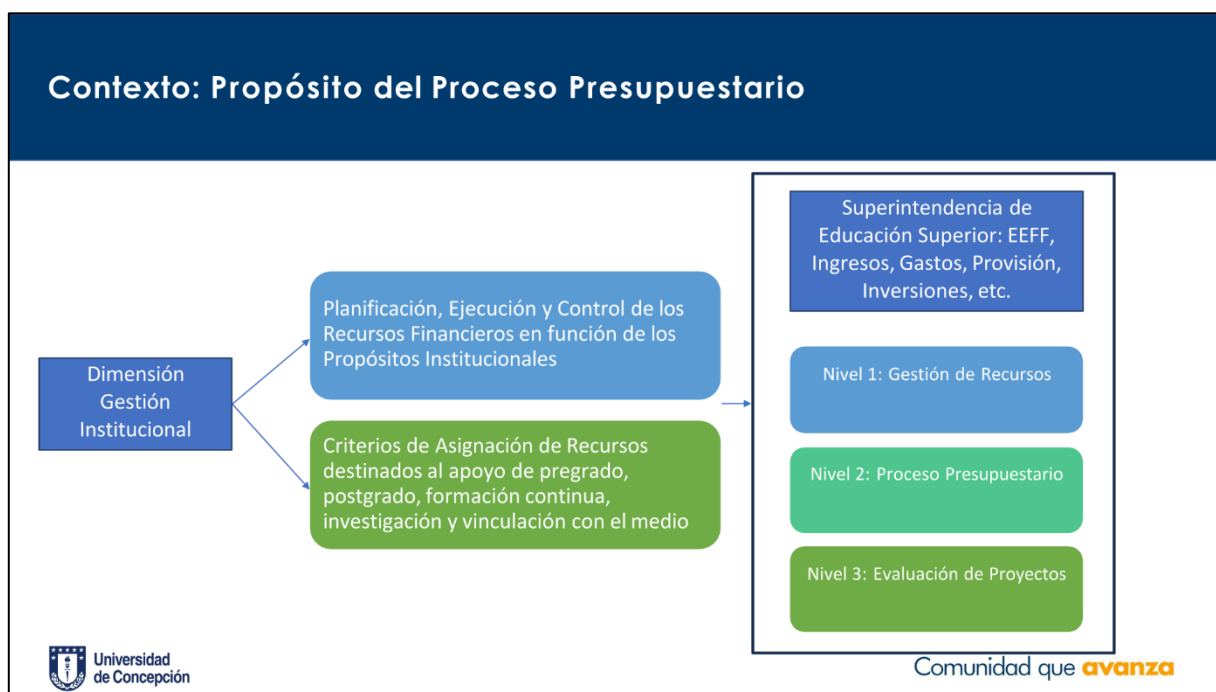 Contexto: Propósito del Proceso Presupuestario
Dimensión
Gestión
Institucional
Planificación, Ejecución y Control de los
Recursos Financieros en función de los
Propósitos Institucionales
Criterios de Asignación de Recursos
destinados al apoyo de pregrado,
postgrado, formación continua,
investigación y vinculación con el medio
Superintendencia de
Educación Superior: EEFF,
Ingresos, Gastos, Provisión,
Inversiones, etc.
Nivel 1: Gestión de Recursos
Nivel 2: Proceso Presupuestario
Nivel 3: Evaluación de Proyectos
Universidad
de Concepción
Comunidad que avanza